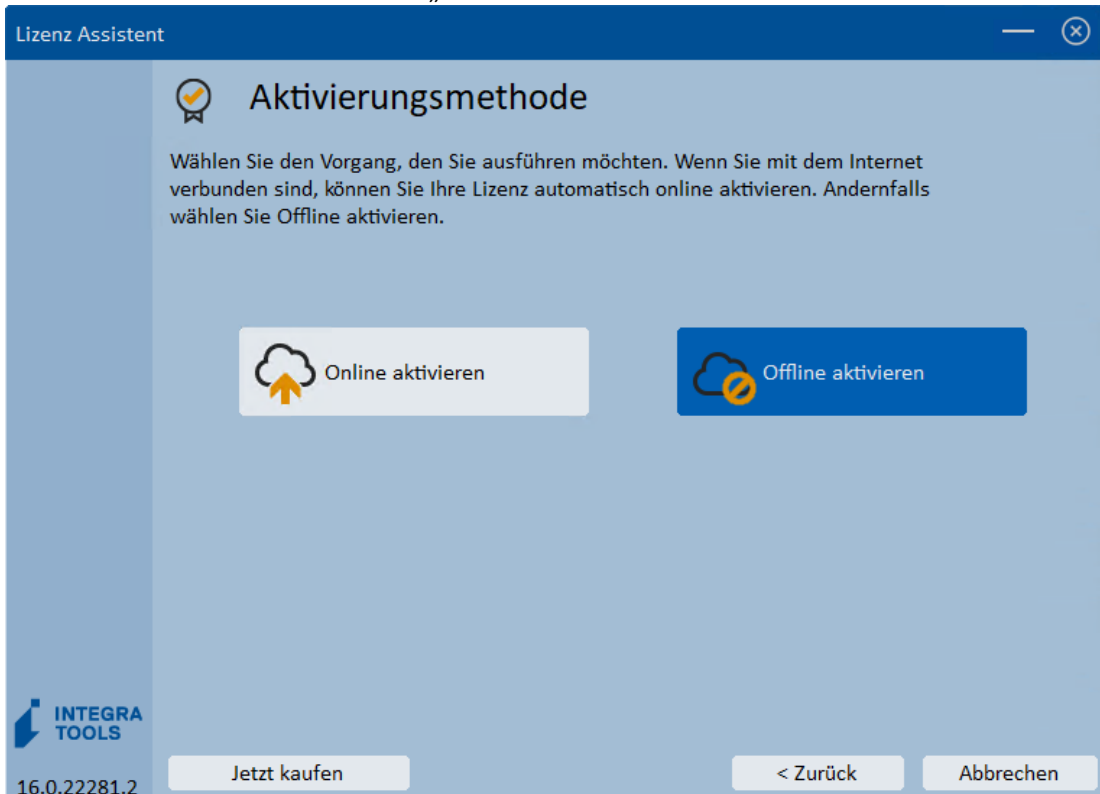 Lizenz Assistent
Aktivierungsmethode
Wählen Sie den Vorgang, den Sie ausführen möchten. Wenn Sie mit dem Internet
verbunden sind, können Sie Ihre Lizenz automatisch online aktivieren. Andernfalls
wählen Sie Offline aktivieren.
Online aktivieren
Offline aktivieren
INTEGRA
TOOLS
16.0.22281.2
Jetzt kaufen
< Zurück
Abbrechen